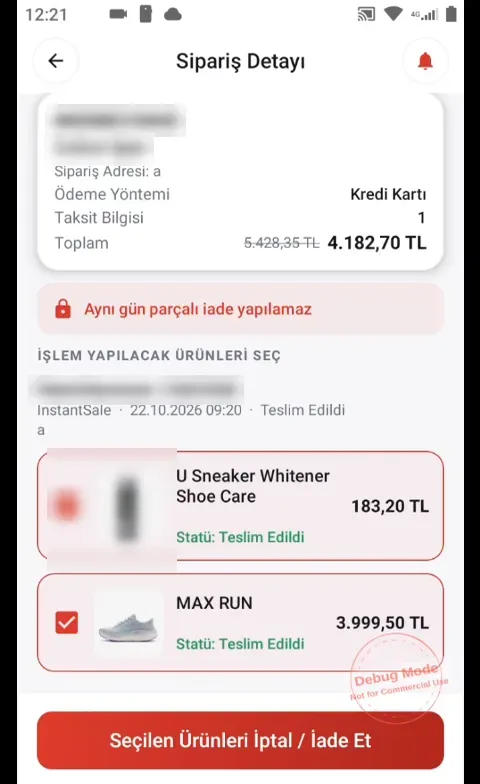 12:21
4G
Sipariş Detayı
Sipariş Adresi: a
Ödeme Yöntemi Kredi Kartı
Taksit Bilgisi 1
Toplam 5.428,35 TL 4.182,70 TL
Aynı gün parçalı iade yapılamaz
İŞLEM YAPILACAK ÜRÜNLERİ SEÇ
InstantSale · 22.10.2026 09:20 · Teslim Edildi
a
U Sneaker Whitener
Shoe Care
183,20 TL
Statü: Teslim Edildi
MAX RUN
3.999,50 TL
Statü: Teslim Edildi
Debug Mode
Not for Commercial Use
Seçilen Ürünleri İptal / İade Et